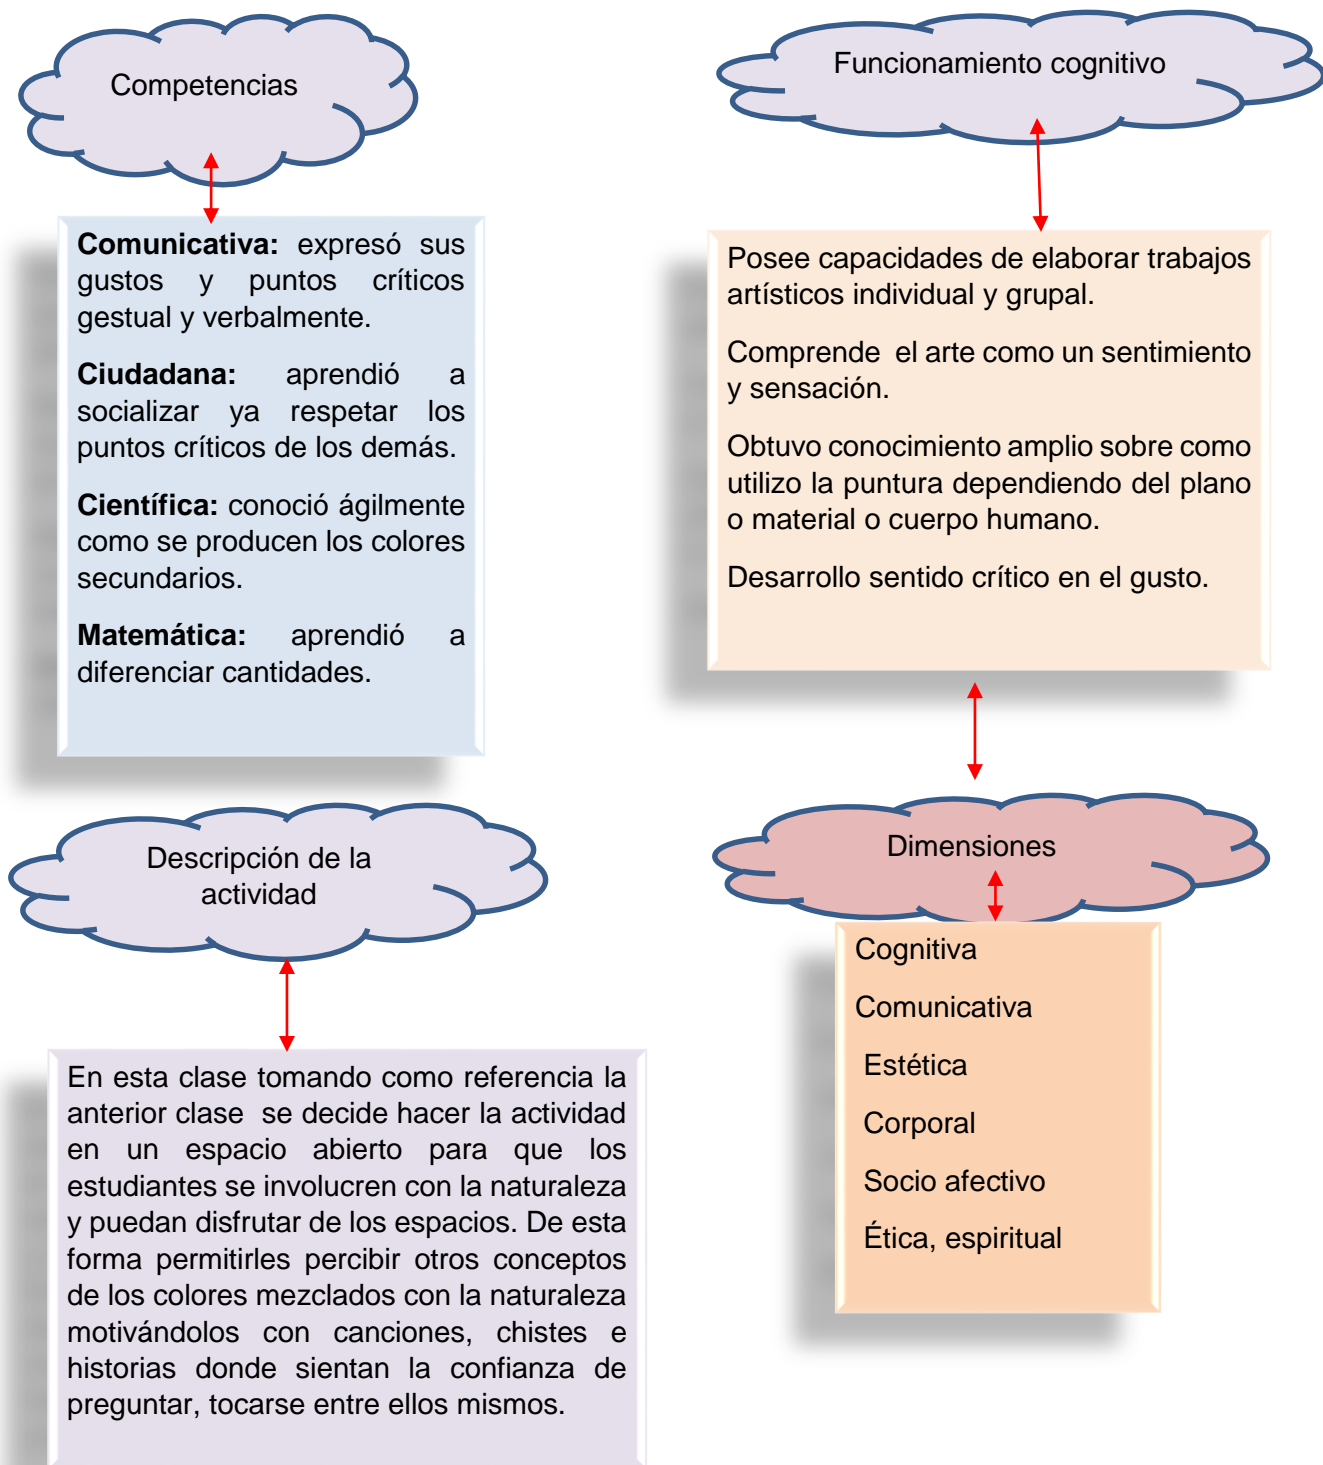 Competencias
Comunicativa: expresó sus
gustos y puntos críticos
gestual y verbalmente.
Ciudadana: aprendió a
socializar ya respetar los
puntos críticos de los demás.
Científica: conoció ágilmente
como se producen los colores
secundarios.
Matemática: aprendió a
diferenciar cantidades.
Funcionamiento cognitivo
Posee capacidades de elaborar trabajos
artísticos individual y grupal.
Comprende el arte como un sentimiento
y sensación.
Obtuvo conocimiento amplio sobre como
utilizo la puntura dependiendo del plano
o material o cuerpo humano.
Desarrollo sentido crítico en el gusto.
Descripción de la
actividad
En esta clase tomando como referencia la
anterior clase se decide hacer la actividad
en un espacio abierto para que los
estudiantes se involucren con la naturaleza
y puedan disfrutar de los espacios. De esta
forma permitirles percibir otros conceptos
de los colores mezclados con la naturaleza
motivándolos con canciones, chistes e
historias donde sientan la confianza de
preguntar, tocarse entre ellos mismos.
Dimensiones
Cognitiva
Comunicativa
Estética
Corporal
Socio afectivo
Ética, espiritual